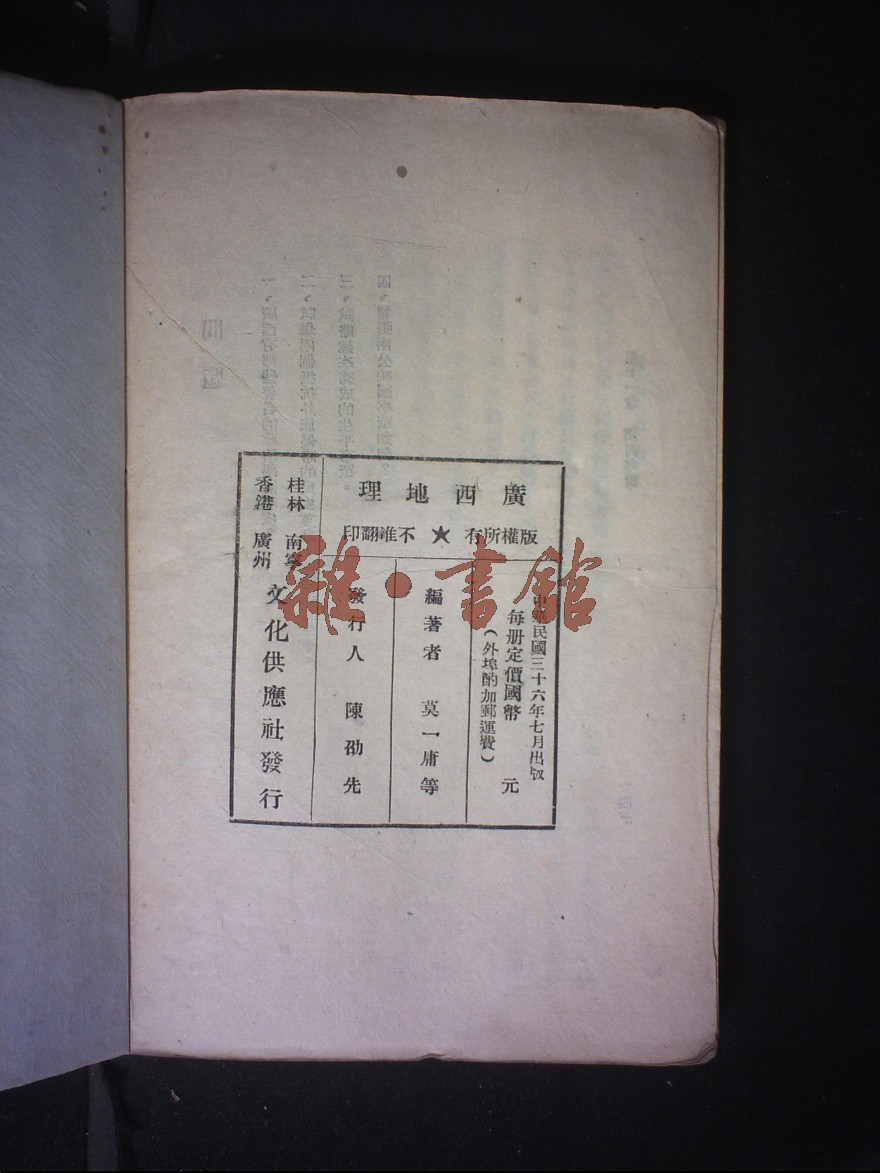 廣西地理
版權所有★不准翻印
中華民國三十六年七月出版
每册定價國幣 元
(外埠酌加郵運費)
編著者 莫一庸等
發行人 陳劭先
桂林 南寧
香港 廣州
文化供應社發行
雜·書館